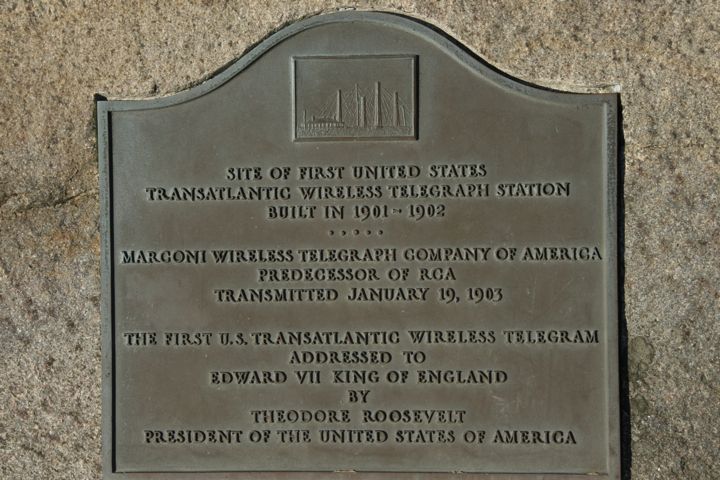 SITE OF FIRST UNITED STATES
TRANSATLANTIC WIRELESS TELEGRAPH STATION
BUILT IN 1901-1902
MARCONI WIRELESS TELEGRAPH COMPANY OF AMERICA
PREDECESSOR OF RCA
TRANSMITTED JANUARY 19, 1903
THE FIRST U.S. TRANSATLANTIC WIRELESS TELEGRAM
ADDRESSED TO
EDWARD VII KING OF ENGLAND
BY
THEODORE ROOSEVELT
PRESIDENT OF THE UNITED STATES OF AMERICA